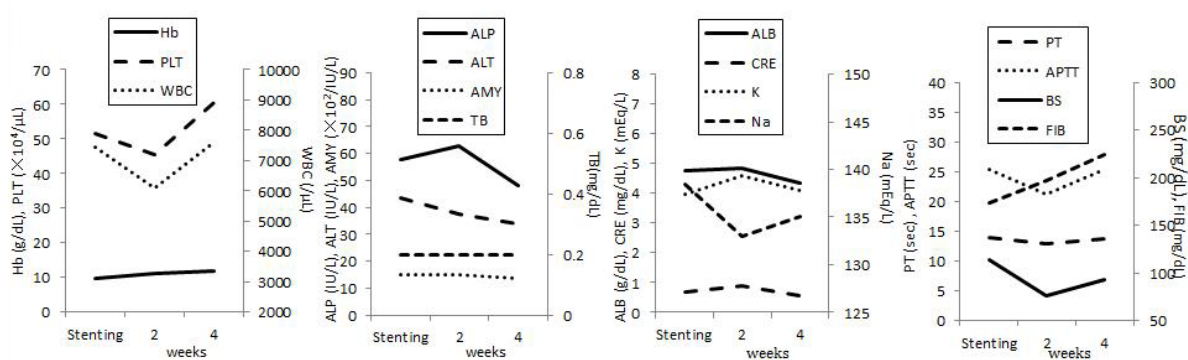 Hb
PLT
WBC
Hb (g/dL), PLT (×10⁴/μL)
70
60
50
40
30
20
10
0
10000
9000
8000
7000
6000
5000
4000
3000
2000
WBC (/μL)
Stenting 2 4
weeks
ALP
ALT
AMY
TB
ALP (IU/L), ALT (IU/L), AMY (×10²/IU/L)
90
80
70
60
50
40
30
20
10
0
0.8
0.6
0.4
0.2
0
TB(mg/dL)
Stenting 2 4
weeks
ALB
CRE
K
Na
ALB (g/dL), CRE (mg/dL), K (mEq/L)
8
7
6
5
4
3
2
1
0
150
145
140
135
130
125
Na (mEq/L)
Stenting 2 4
weeks
PT
APTT
BS
FIB
PT (sec) , APTT (sec)
40
35
30
25
20
15
10
5
0
300
250
200
150
100
50
BS (mg/dL), FIB (mg/dL)
Stenting 2 4
weeks